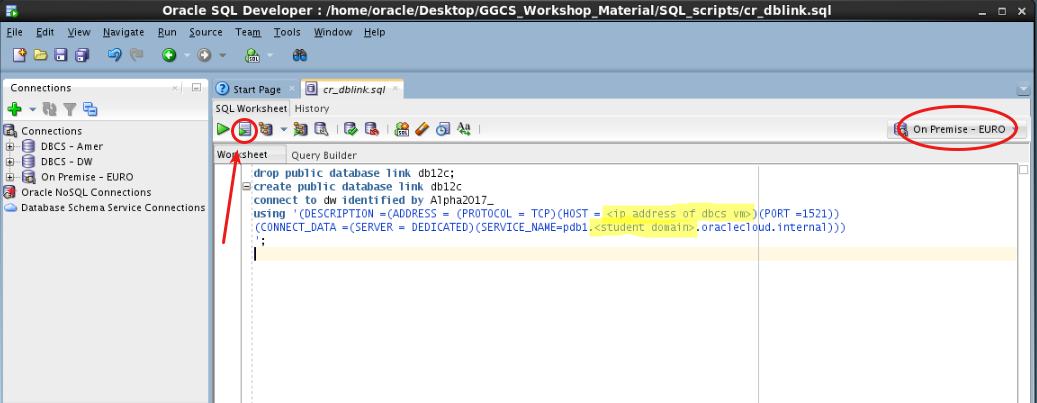 Oracle SQL Developer : /home/oracle/Desktop/GGCS_Workshop_Material/SQL_scripts/cr_dblink.sql
File Edit View Navigate Run Source Team Tools Window Help
Connections
Start Page
cr_dblink.sql
SQL Worksheet History
On Premise - EURO
Connections
DBCS - Amer
DBCS - DW
On Premise - EURO
Oracle NoSQL Connections
Database Schema Service Connections
Worksheet Query Builder
drop public database link db12c;
create public database link db12c
connect to dw identified by Alpha2017_
using '(DESCRIPTION =(ADDRESS = (PROTOCOL = TCP)(HOST = <ip address of dbcs vm>)(PORT =1521))
(CONNECT_DATA =(SERVER = DEDICATED)(SERVICE_NAME=pdb1.<student domain>.oraclecloud.internal)))
';